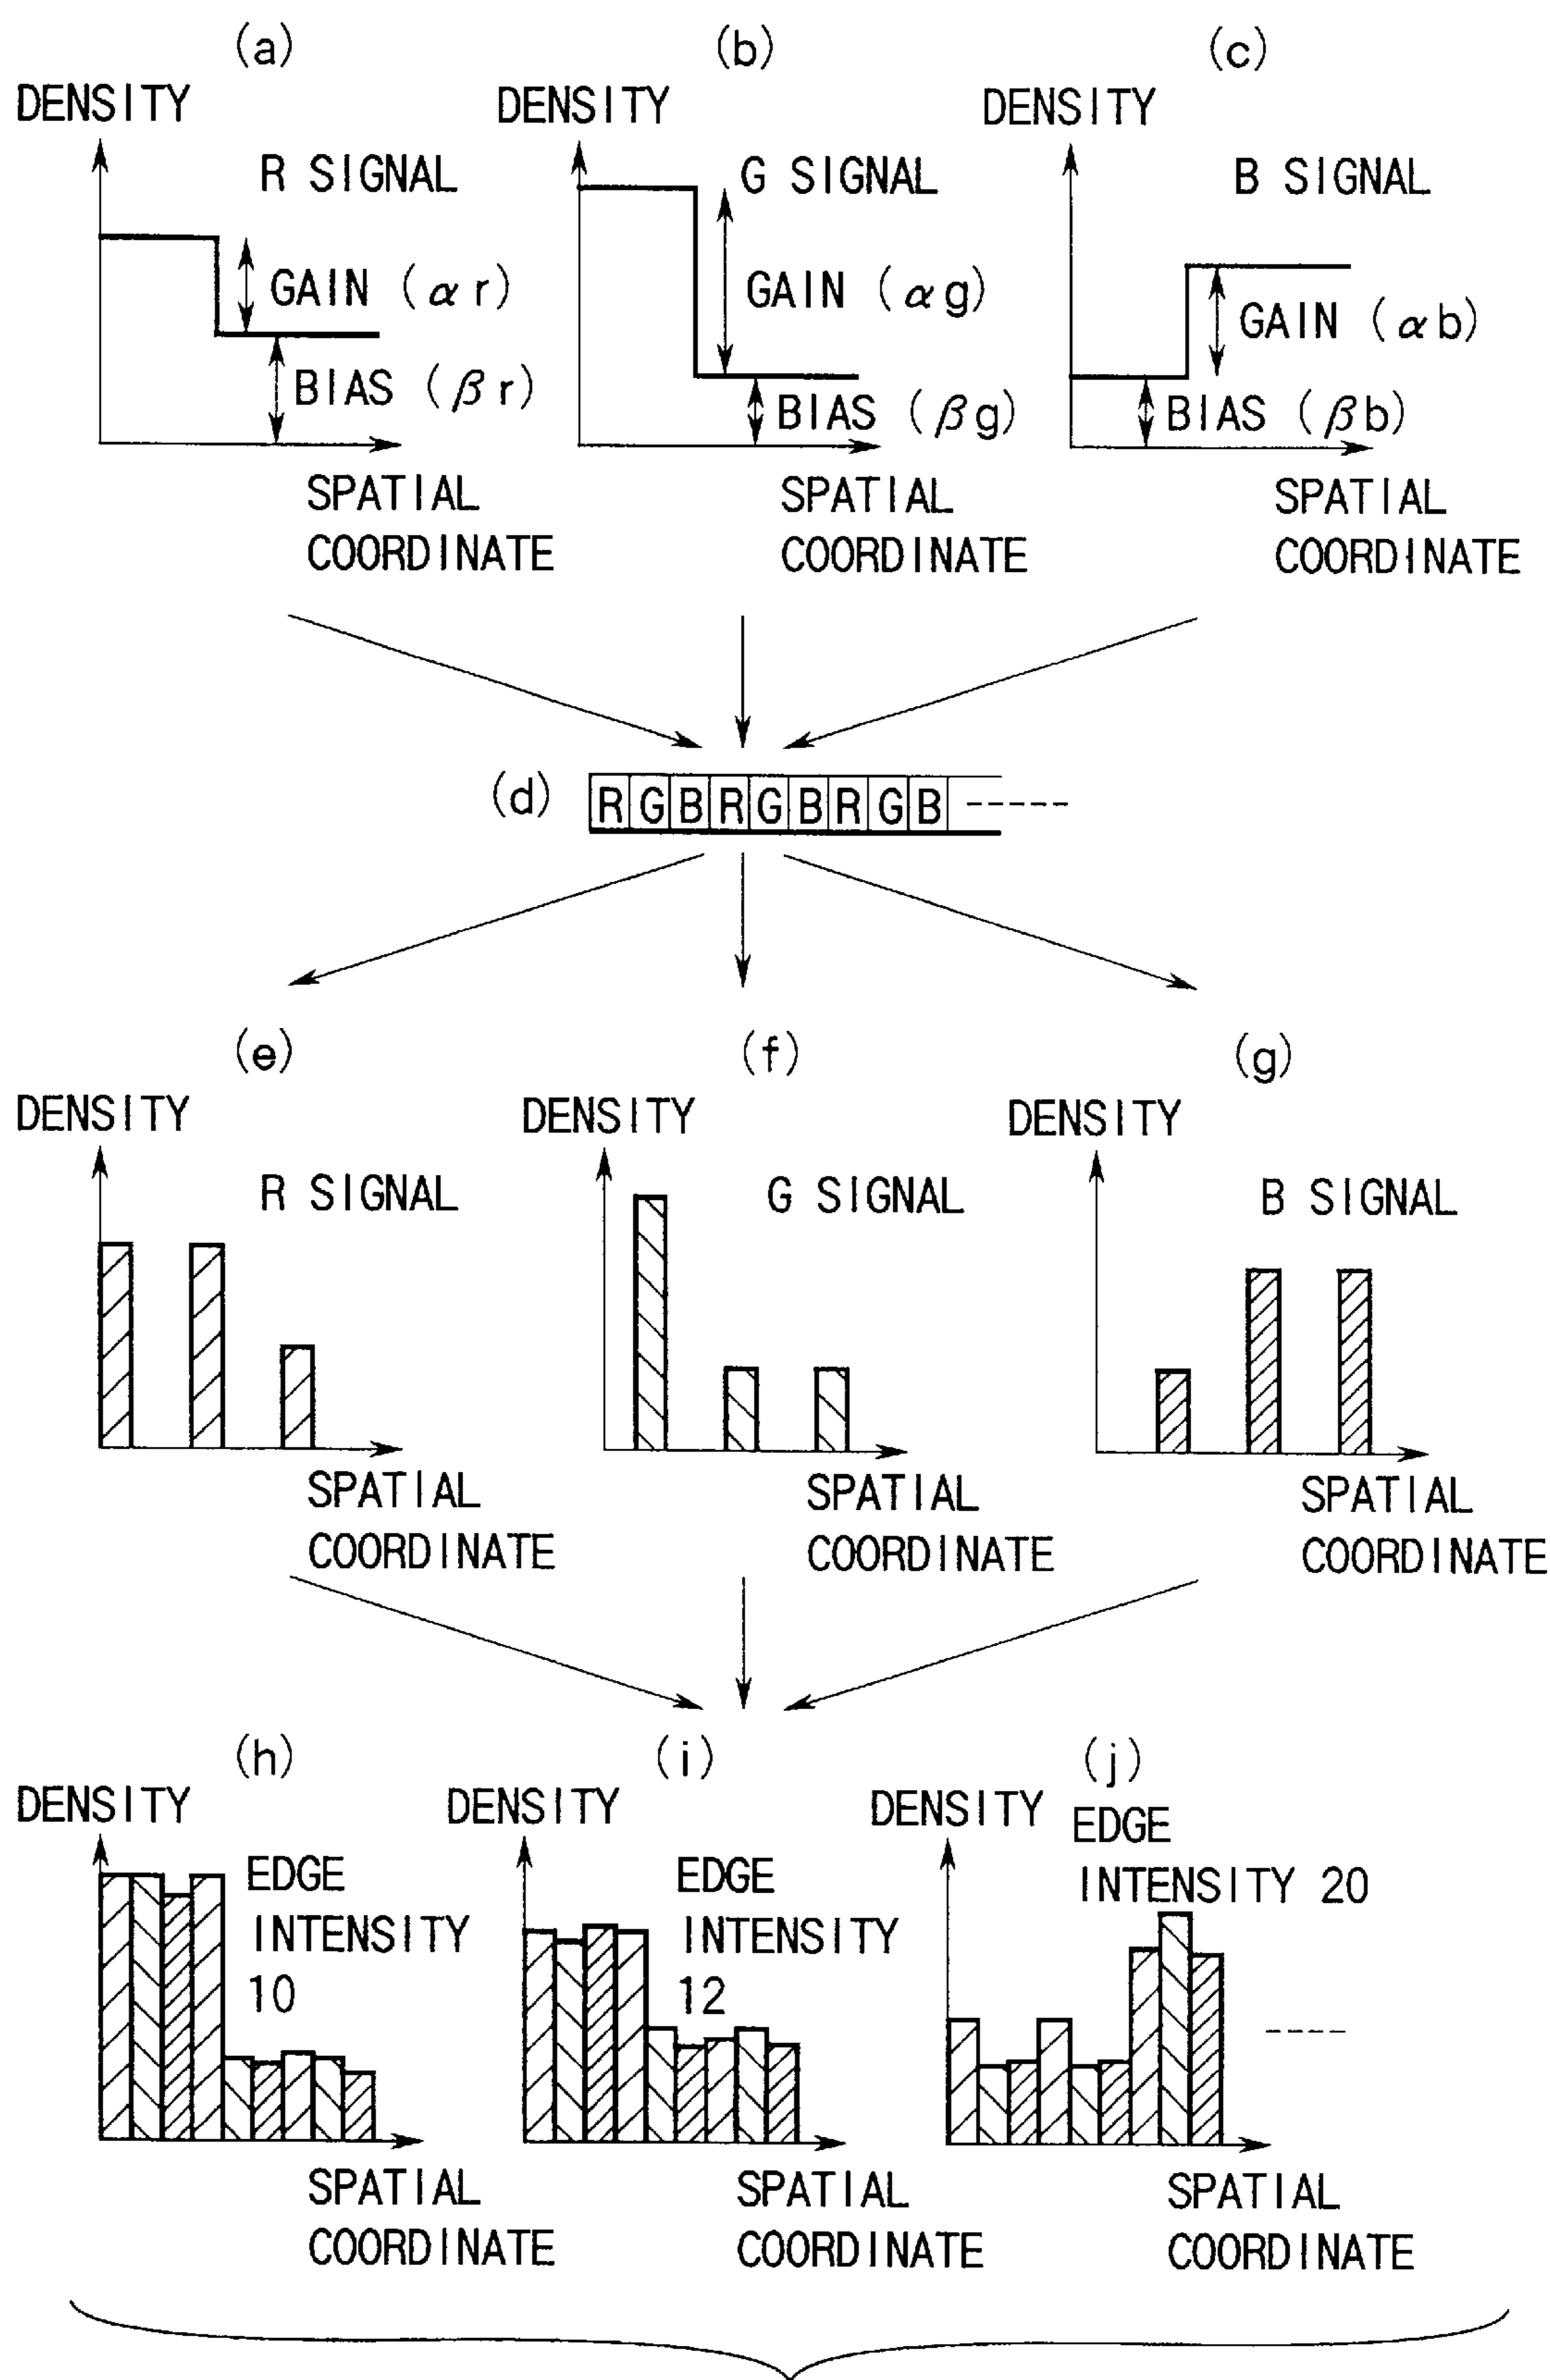 (a)
(b)
(c)
DENSITY
DENSITY
DENSITY
R SIGNAL
G SIGNAL
B SIGNAL
GAIN (αr)
GAIN (αg)
GAIN (αb)
BIAS (βr)
BIAS (βg)
BIAS (βb)
SPATIAL
COORDINATE
SPATIAL
COORDINATE
SPATIAL
COORDINATE
(d)
R G B R G B R G B -----
(e)
(f)
(g)
DENSITY
DENSITY
DENSITY
R SIGNAL
G SIGNAL
B SIGNAL
SPATIAL
COORDINATE
SPATIAL
COORDINATE
SPATIAL
COORDINATE
(h)
(i)
(j)
DENSITY
DENSITY
DENSITY
EDGE
INTENSITY
10
EDGE
INTENSITY
12
EDGE
INTENSITY 20
SPATIAL
COORDINATE
SPATIAL
COORDINATE
SPATIAL
COORDINATE